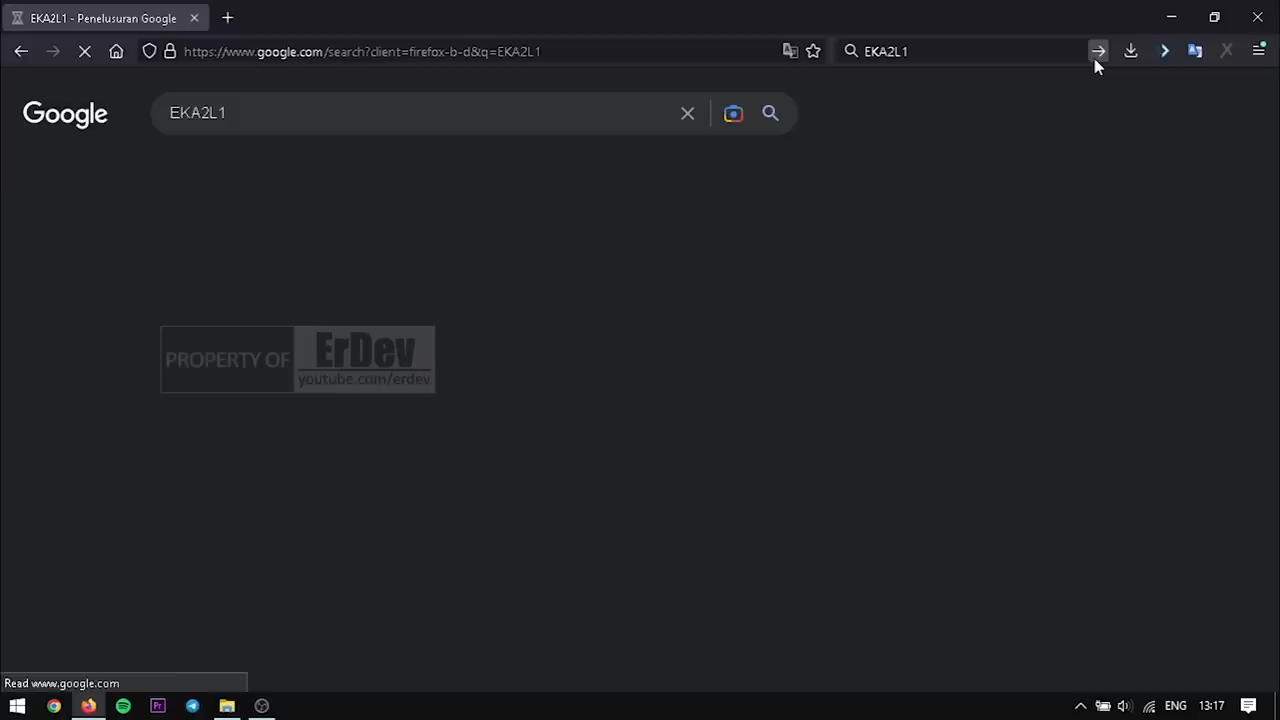 EKA2L1 - Penelusuran Google
https://www.google.com/search?client=firefox-b-d&q=EKA2L1
EKA2L1
Google
EKA2L1
PROPERTY OF
ErDev
youtube.com/erdev
Read www.google.com
Pr
ENG
13:17